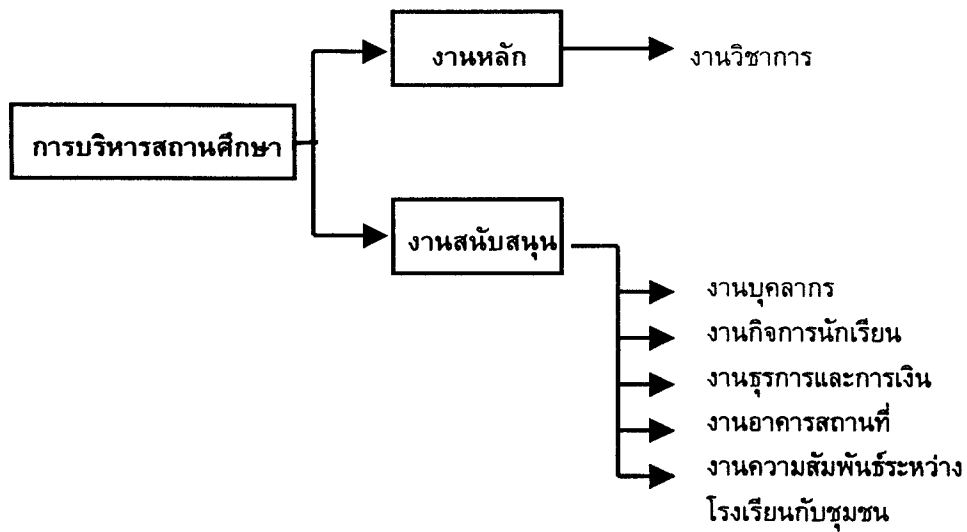 งานหลัก
งานวิชาการ
การบริหารสถานศึกษา
งานสนับสนุน
งานบุคลากร
งานกิจการนักเรียน
งานธุรการและการเงิน
งานอาคารสถานที่
งานความสัมพันธ์ระหว่าง
โรงเรียนกับชุมชน